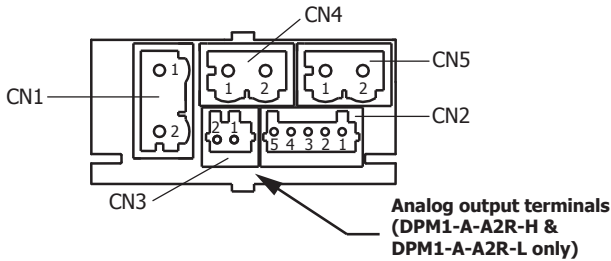 CN4
CN5
CN1
1
2
1 2
1 2
CN2
2 1
5 4 3 2 1
CN3
Analog output terminals
(DPM1-A-A2R-H &
DPM1-A-A2R-L only)